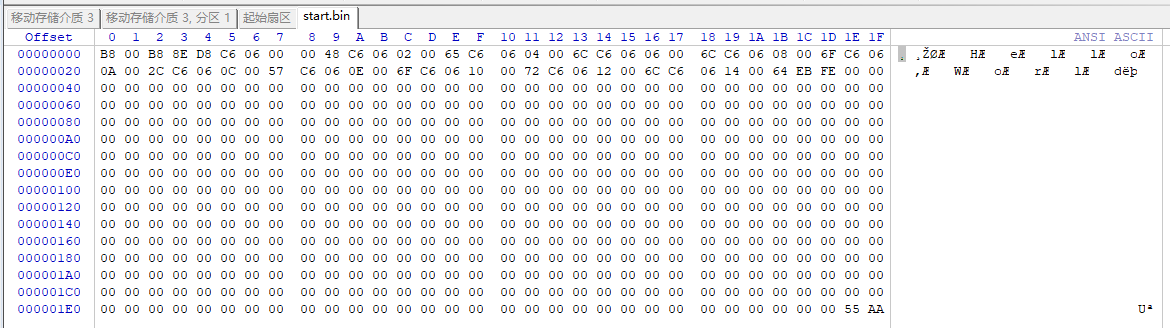 移动存储介质 3 移动存储介质 3, 分区 1 起始扇区 start.bin
Offset 0 1 2 3 4 5 6 7 8 9 A B C D E F 10 11 12 13 14 15 16 17 18 19 1A 1B 1C 1D 1E 1F ANSI ASCII
00000000 B8 00 B8 8E D8 C6 06 00 00 48 C6 06 02 00 65 C6 06 04 00 6C C6 06 06 00 6C C6 06 08 00 6F C6 06 ¸ ¸ŽØÆ HÆ eÆ lÆ lÆ oÆ
00000020 0A 00 2C C6 06 0C 00 57 C6 06 0E 00 6F C6 06 10 00 72 C6 06 12 00 6C C6 06 14 00 64 EB FE 00 00 ,Æ WÆ oÆ rÆ lÆ dëþ
00000040 00 00 00 00 00 00 00 00 00 00 00 00 00 00 00 00 00 00 00 00 00 00 00 00 00 00 00 00 00 00 00 00
00000060 00 00 00 00 00 00 00 00 00 00 00 00 00 00 00 00 00 00 00 00 00 00 00 00 00 00 00 00 00 00 00 00
00000080 00 00 00 00 00 00 00 00 00 00 00 00 00 00 00 00 00 00 00 00 00 00 00 00 00 00 00 00 00 00 00 00
000000A0 00 00 00 00 00 00 00 00 00 00 00 00 00 00 00 00 00 00 00 00 00 00 00 00 00 00 00 00 00 00 00 00
000000C0 00 00 00 00 00 00 00 00 00 00 00 00 00 00 00 00 00 00 00 00 00 00 00 00 00 00 00 00 00 00 00 00
000000E0 00 00 00 00 00 00 00 00 00 00 00 00 00 00 00 00 00 00 00 00 00 00 00 00 00 00 00 00 00 00 00 00
00000100 00 00 00 00 00 00 00 00 00 00 00 00 00 00 00 00 00 00 00 00 00 00 00 00 00 00 00 00 00 00 00 00
00000120 00 00 00 00 00 00 00 00 00 00 00 00 00 00 00 00 00 00 00 00 00 00 00 00 00 00 00 00 00 00 00 00
00000140 00 00 00 00 00 00 00 00 00 00 00 00 00 00 00 00 00 00 00 00 00 00 00 00 00 00 00 00 00 00 00 00
00000160 00 00 00 00 00 00 00 00 00 00 00 00 00 00 00 00 00 00 00 00 00 00 00 00 00 00 00 00 00 00 00 00
00000180 00 00 00 00 00 00 00 00 00 00 00 00 00 00 00 00 00 00 00 00 00 00 00 00 00 00 00 00 00 00 00 00
000001A0 00 00 00 00 00 00 00 00 00 00 00 00 00 00 00 00 00 00 00 00 00 00 00 00 00 00 00 00 00 00 00 00
000001C0 00 00 00 00 00 00 00 00 00 00 00 00 00 00 00 00 00 00 00 00 00 00 00 00 00 00 00 00 00 00 00 00
000001E0 00 00 00 00 00 00 00 00 00 00 00 00 00 00 00 00 00 00 00 00 00 00 00 00 00 00 00 00 00 00 55 AA Uª